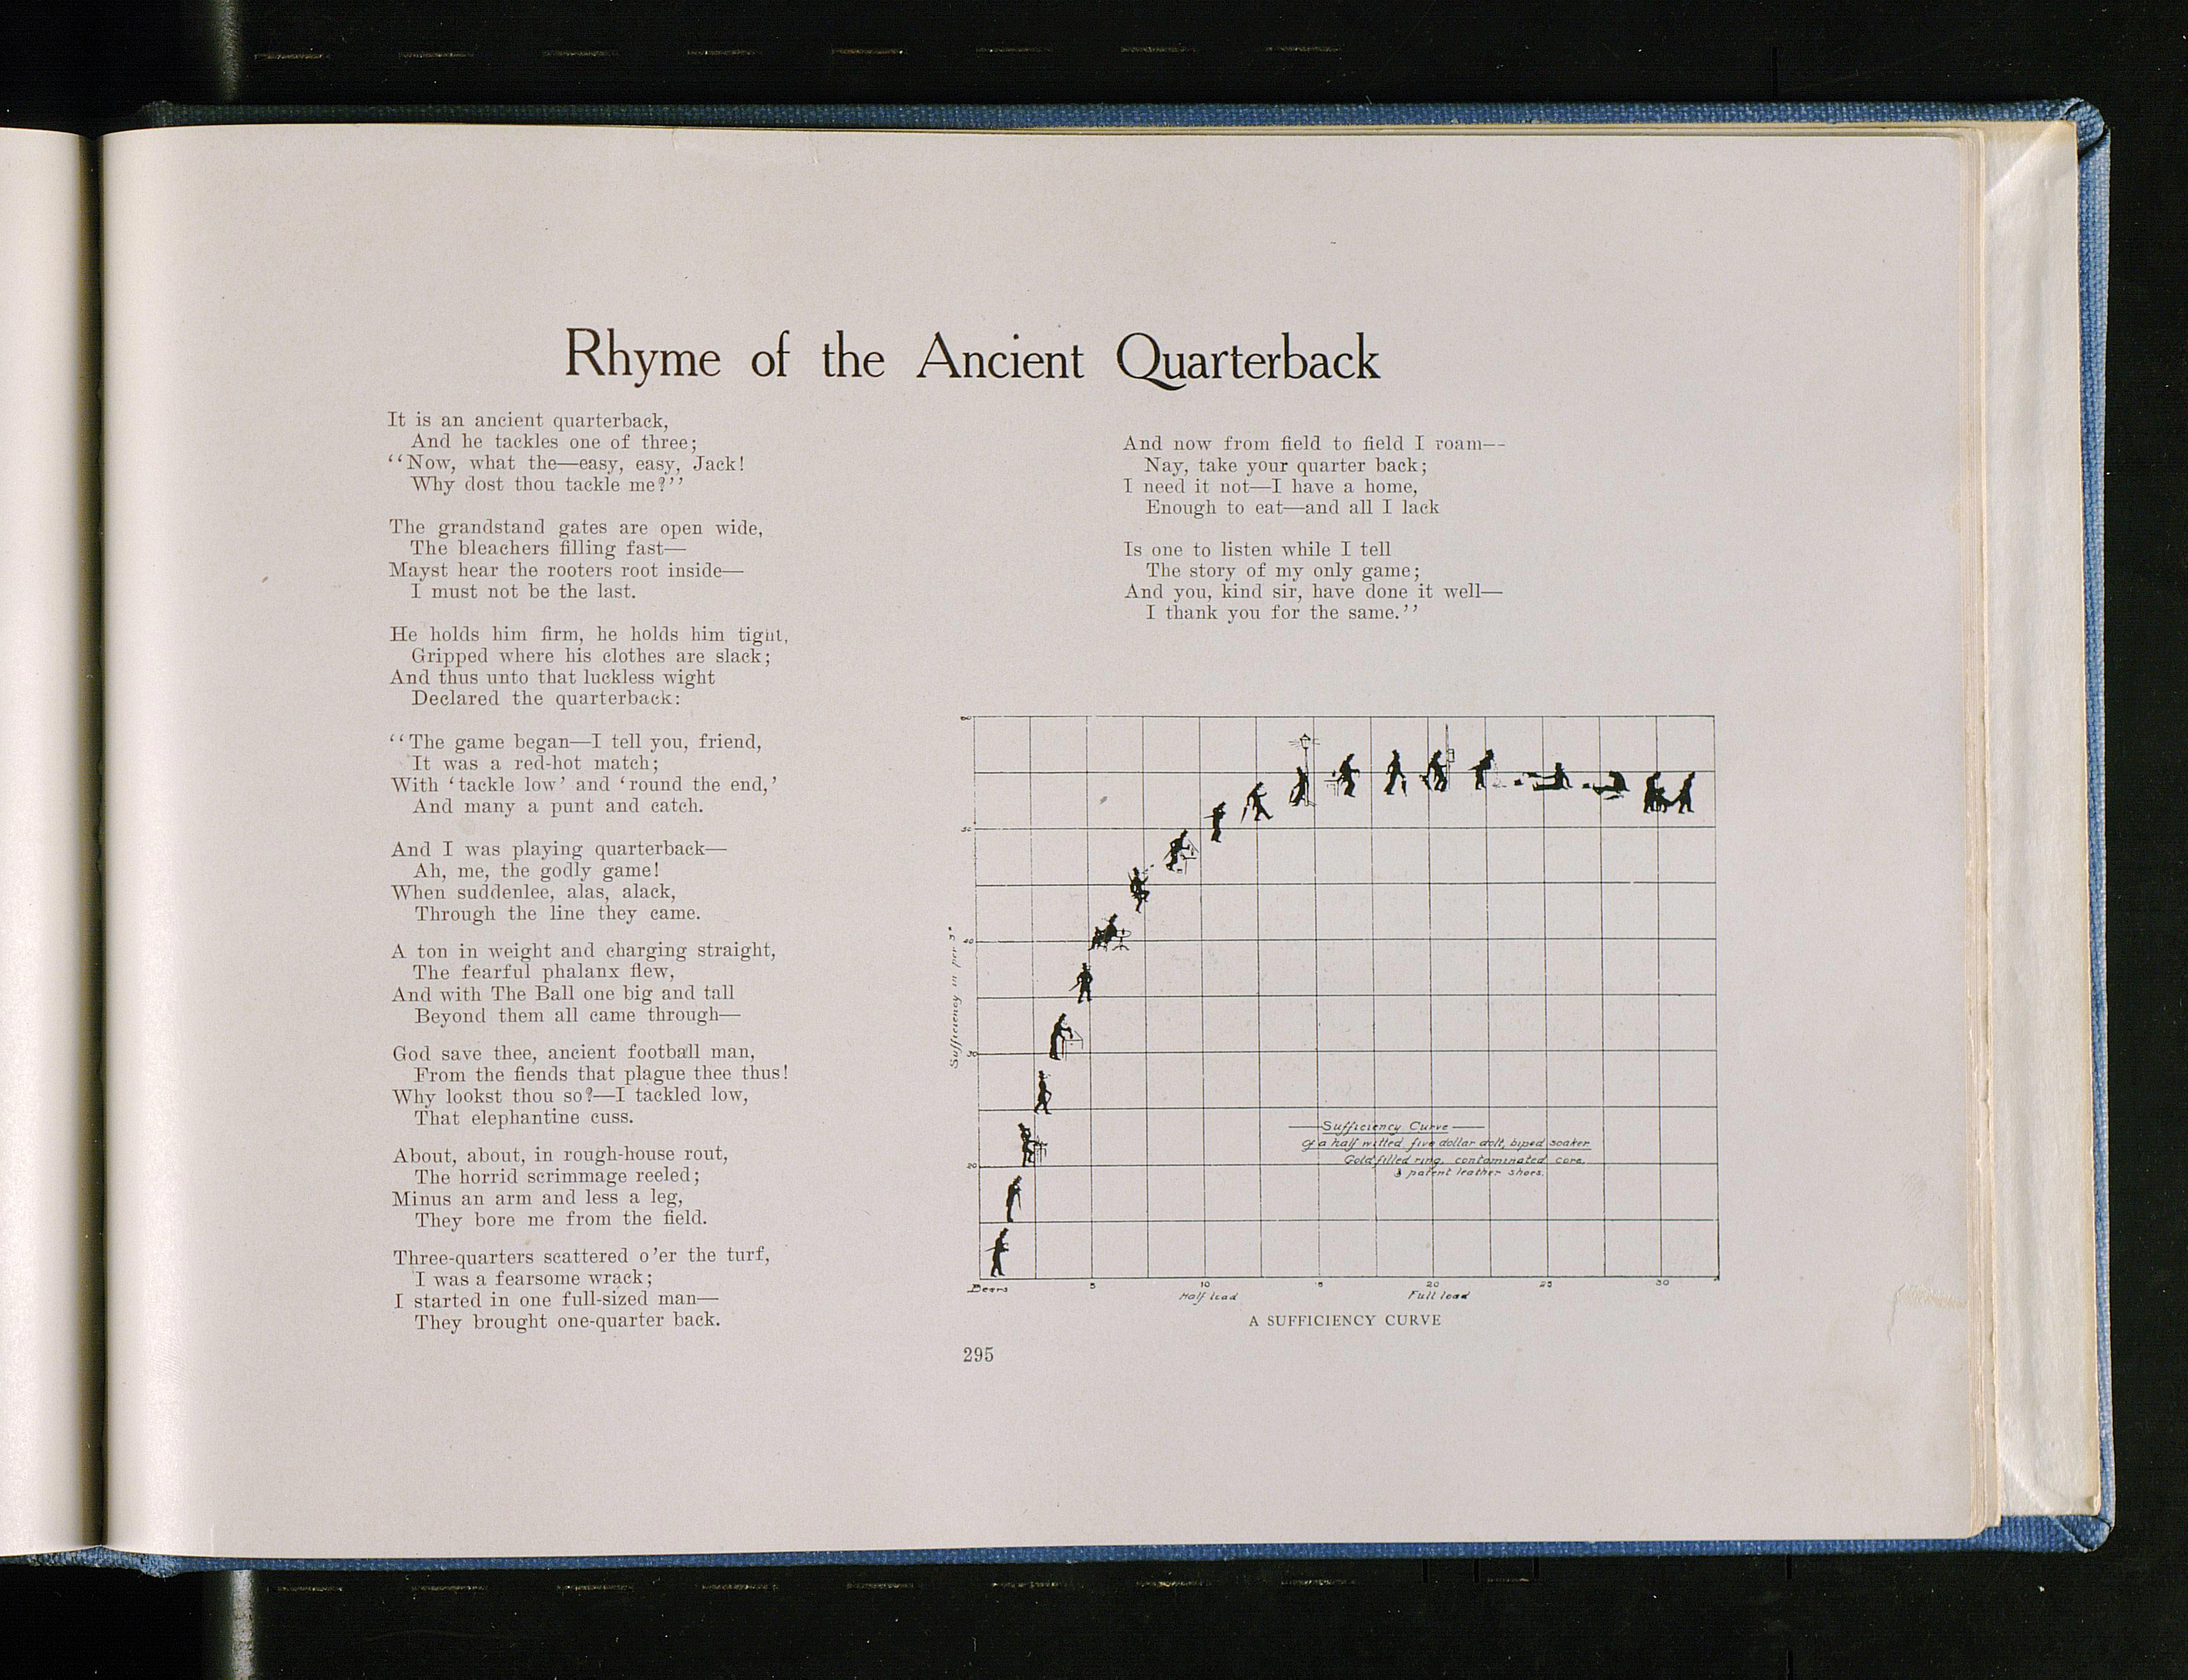 Rhyme of the Ancient Quarterback
It is an ancient quarterback,
And he tackles one of three;
‘‘Now, what the—easy, easy, Jack!
Why dost thou tackle me?’’
The grandstand gates are open wide,
The bleachers filling fast—
Mayst hear the rooters root inside—
I must not be the last.
He holds him firm, he holds him tight,
Gripped where his clothes are slack;
And thus unto that luckless wight
Declared the quarterback:
‘‘The game began—I tell you, friend,
It was a red-hot match;
With ‘tackle low’ and ‘round the end,’
And many a punt and catch.
And I was playing quarterback—
Ah, me, the godly game!
When suddenlee, alas, alack,
Through the line they came.
A ton in weight and charging straight,
The fearful phalanx flew,
And with The Ball one big and tall
Beyond them all came through—
God save thee, ancient football man,
From the fiends that plague thee thus!
Why lookst thou so?—I tackled low,
That elephantine cuss.
About, about, in rough-house rout,
The horrid scrimmage reeled;
Minus an arm and less a leg,
They bore me from the field.
Three-quarters scattered o’er the turf,
I was a fearsome wrack;
I started in one full-sized man—
They brought one-quarter back.
And now from field to field I roam—-
Nay, take your quarter back;
I need it not—I have a home,
Enough to eat—and all I lack
Is one to listen while I tell
The story of my only game;
And you, kind sir, have done it well—
I thank you for the same.’’
60
50
40
30
20
Sufficiency in per
Sufficiency Curve
Of a half witted, five dollar dolt, biped soaker
Gold filled ring, contaminated core,
& patent leather shoes.
5 10 15 20 25 30
Beers Half load Full load
A SUFFICIENCY CURVE
295